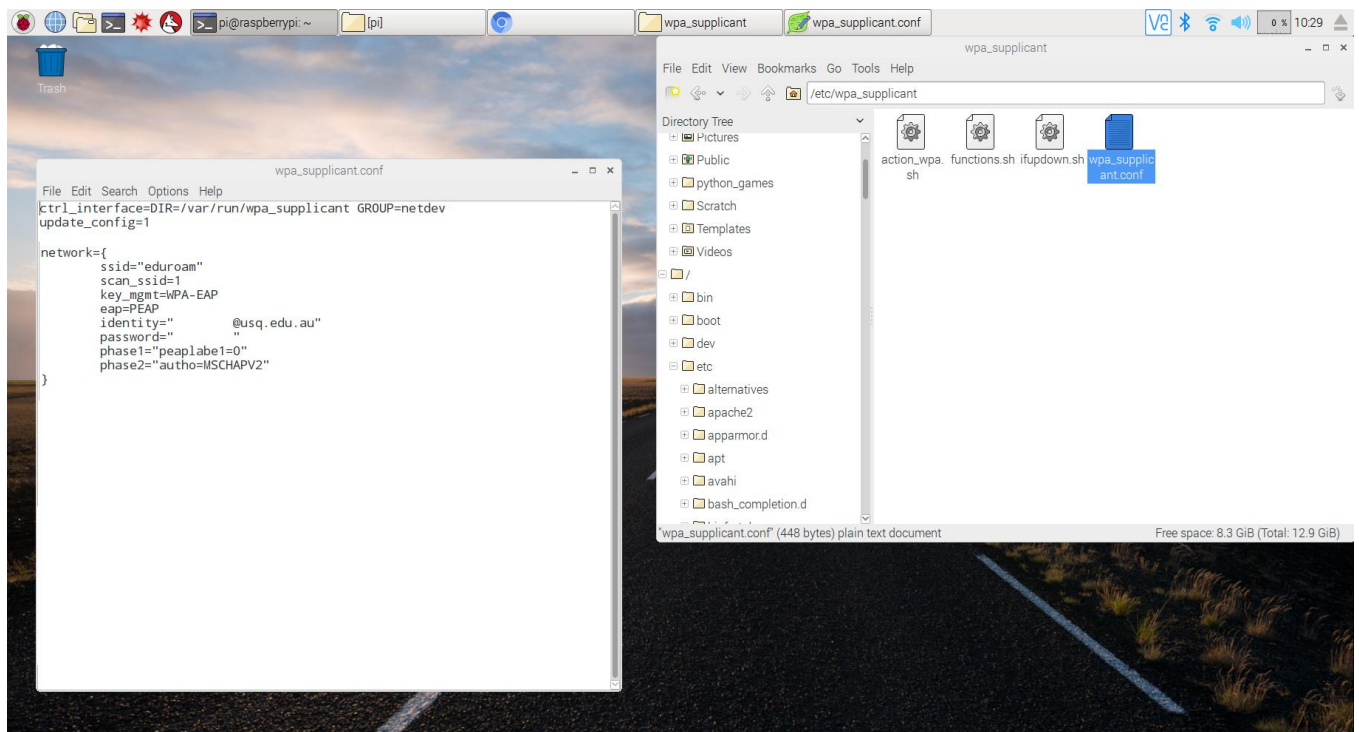 pi@raspberrypi: ~
[pi]
wpa_supplicant
wpa_supplicant.conf
0 %
10:29
Trash
wpa_supplicant.conf
File Edit Search Options Help
ctrl_interface=DIR=/var/run/wpa_supplicant GROUP=netdev
update_config=1
network={
ssid="eduroam"
scan_ssid=1
key_mgmt=WPA-EAP
eap=PEAP
identity=" @usq.edu.au"
password=" "
phase1="peaplabe1=0"
phase2="autho=MSCHAPV2"
}
wpa_supplicant
File Edit View Bookmarks Go Tools Help
/etc/wpa_supplicant
Directory Tree
Pictures
Public
python_games
Scratch
Templates
Videos
/
bin
boot
dev
etc
alternatives
apache2
apparmor.d
apt
avahi
bash_completion.d
action_wpa.
sh
functions.sh
ifupdown.sh
wpa_supplic
ant.conf
"wpa_supplicant.conf" (448 bytes) plain text document
Free space: 8.3 GiB (Total: 12.9 GiB)